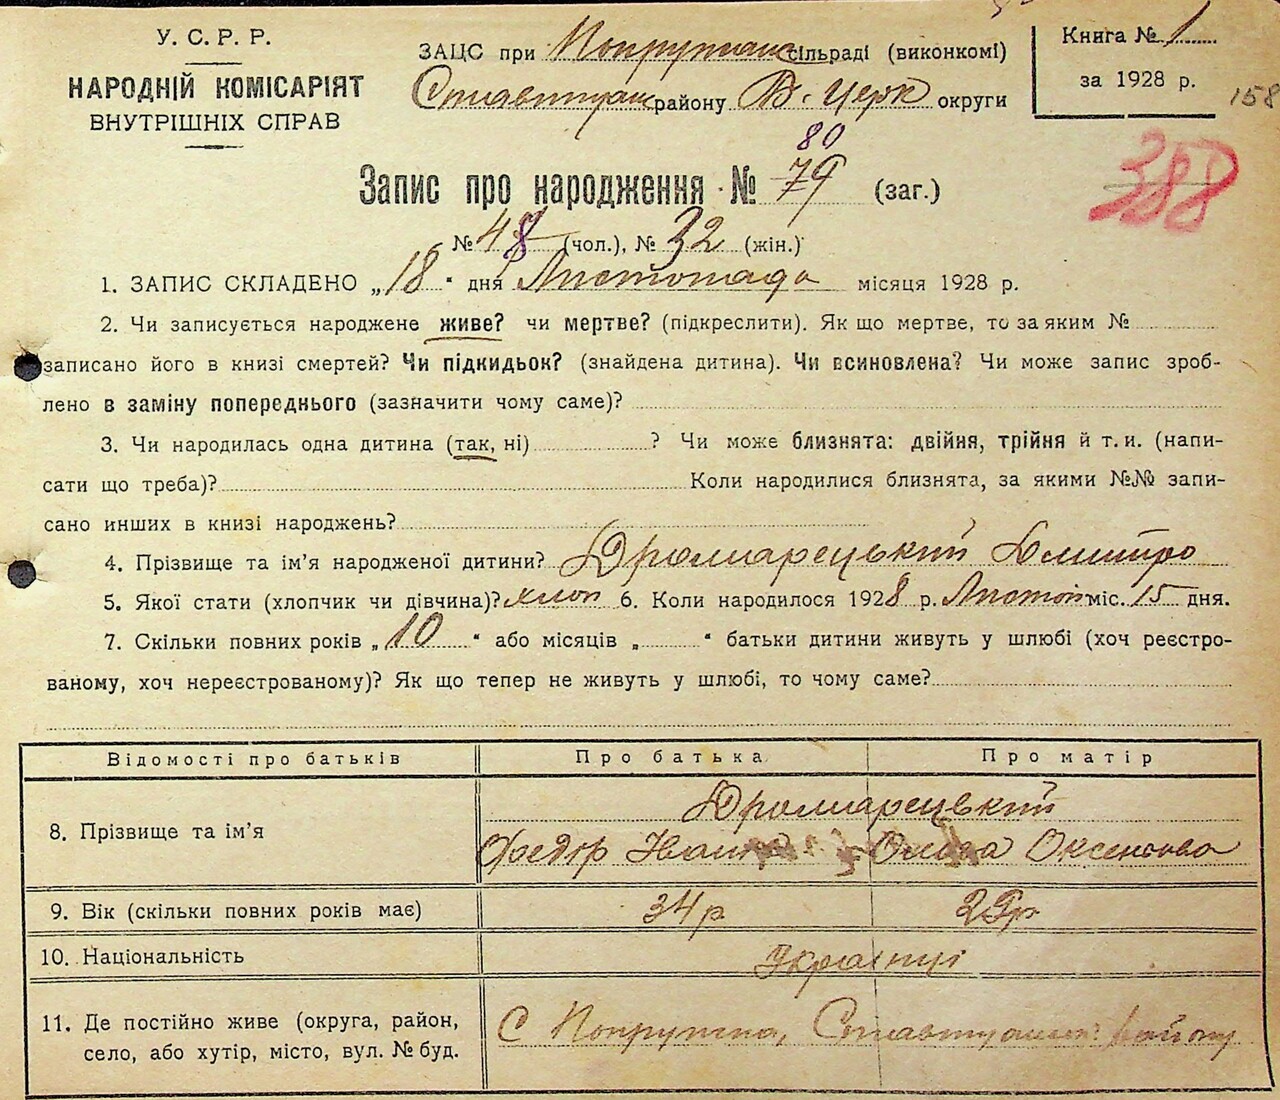 У. С. Р. Р.
НАРОДНІЙ КОМІСАРІЯТ
ВНУТРІШНІХ СПРАВ
ЗАЦС при сільраді (виконкомі)
району Б. Церк округи
Книга № 1
за 1928 р.
158
388
80
Запис про народження № 79 (заг.)
№ 48 (чол.), № 32 (жін.)
1. ЗАПИС СКЛАДЕНО „18" дня Листопада місяця 1928 р.
2. Чи записується народжене живе? чи мертве? (підкреслити). Як що мертве, то за яким №
записано його в книзі смертей? Чи підкидьок? (знайдена дитина). Чи всиновлена? Чи може запис зроб-
лено в заміну попереднього (зазначити чому саме)?
3. Чи народилась одна дитина (так, ні) ? Чи може близнята: двійня, трійня й т. и. (напи-
сати що треба)? Коли народилися близнята, за якими №№ запи-
сано инших в книзі народжень?
4. Прізвище та ім’я народженої дитини? Дромарецький Дмитро
5. Якої стати (хлопчик чи дівчина)? хлоп 6. Коли народилося 1928 р. Листоп міс. 15 дня.
7. Скільки повних років „10" або місяців „ " батьки дитини живуть у шлюбі (хоч реєстро-
ваному, хоч нереєстрованому)? Як що тепер не живуть у шлюбі, то чому саме?
Відомості про батьків Про батька Про матір
8. Прізвище та ім’я Дромарецький
Федір Оксентова
9. Вік (скільки повних років має) 34 р 29 р
10. Національність Українці
11. Де постійно живе (округа, район,
село, або хутір, місто, вул. № буд.
С району